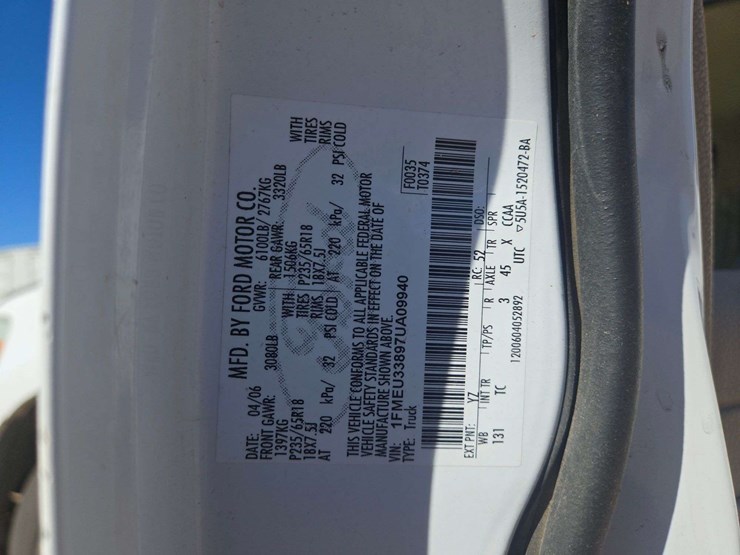 MFD. BY FORD MOTOR CO.
DATE: 04/06 GVWR: 6100LB/ 2767KG
FRONT GAWR: 3080LB REAR GAWR: 3320LB
1397KG WITH 1506KG WITH
P235/65R18 TIRES P235/65R18 TIRES
18X7.5J RIMS 18X7.5J RIMS
AT 220 kPa/ 32 PSI COLD AT 220 kPa/ 32 PSI COLD
THIS VEHICLE CONFORMS TO ALL APPLICABLE FEDERAL MOTOR
VEHICLE SAFETY STANDARDS IN EFFECT ON THE DATE OF
MANUFACTURE SHOWN ABOVE.
VIN: 1FMEU33897UA09940
TYPE: Truck
F0035
T0374
EXT PNT: YZ RC: 52 DSO:
WB INT TR TP/PS R AXLE TR SPR
131 TC 3 45 X CCAA
1200604052892 UTC ▽5U5A-1520472-BA